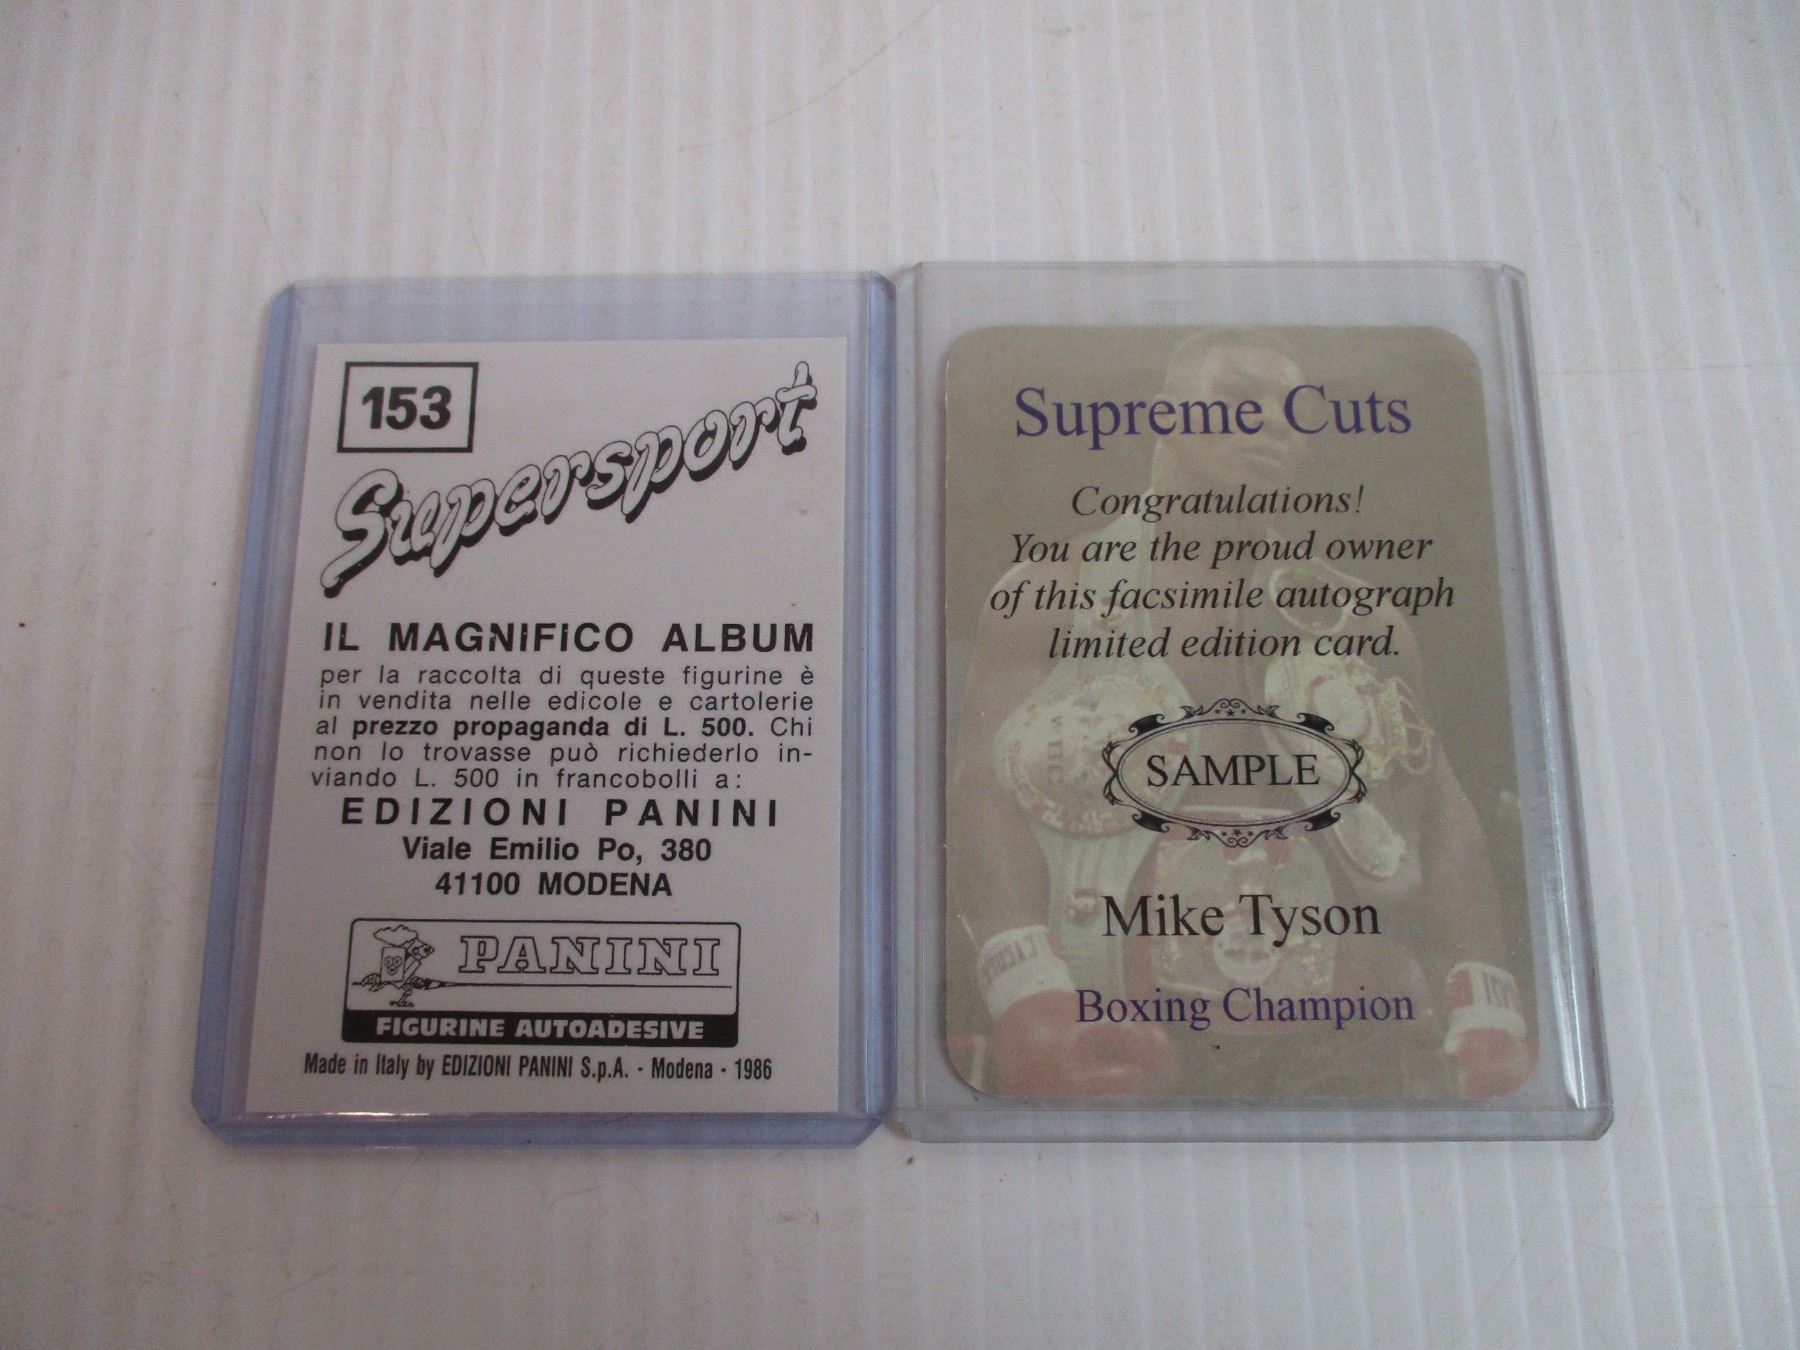 153
Supersport
IL MAGNIFICO ALBUM
per la raccolta di queste figurine è
in vendita nelle edicole e cartolerie
al prezzo propaganda di L. 500. Chi
non lo trovasse può richiederlo in-
viando L. 500 in francobolli a:
EDIZIONI PANINI
Viale Emilio Po, 380
41100 MODENA
PANINI
FIGURINE AUTOADESIVE
Made in Italy by EDIZIONI PANINI S.p.A. - Modena - 1986
Supreme Cuts
Congratulations!
You are the proud owner
of this facsimile autograph
limited edition card.
SAMPLE
Mike Tyson
Boxing Champion